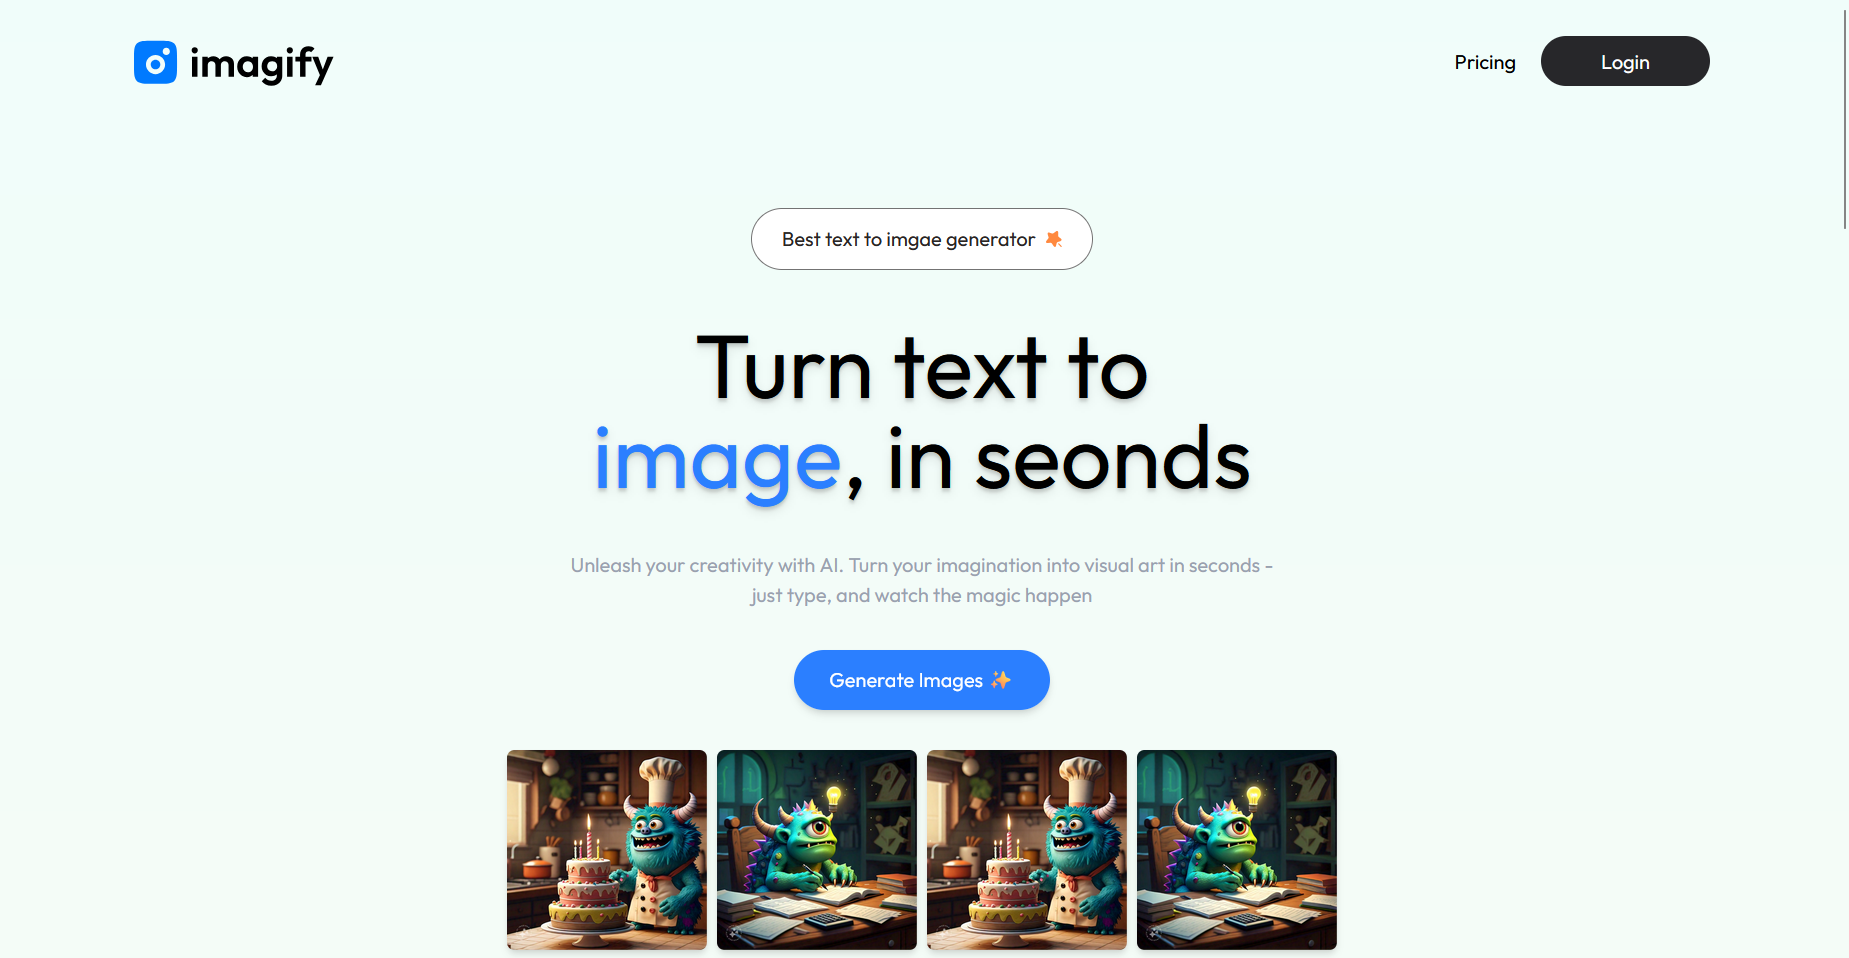 imagify
Pricing
Login
Best text to imgae generator
Turn text to
image, in seonds
Unleash your creativity with AI. Turn your imagination into visual art in seconds -
just type, and watch the magic happen
Generate Images